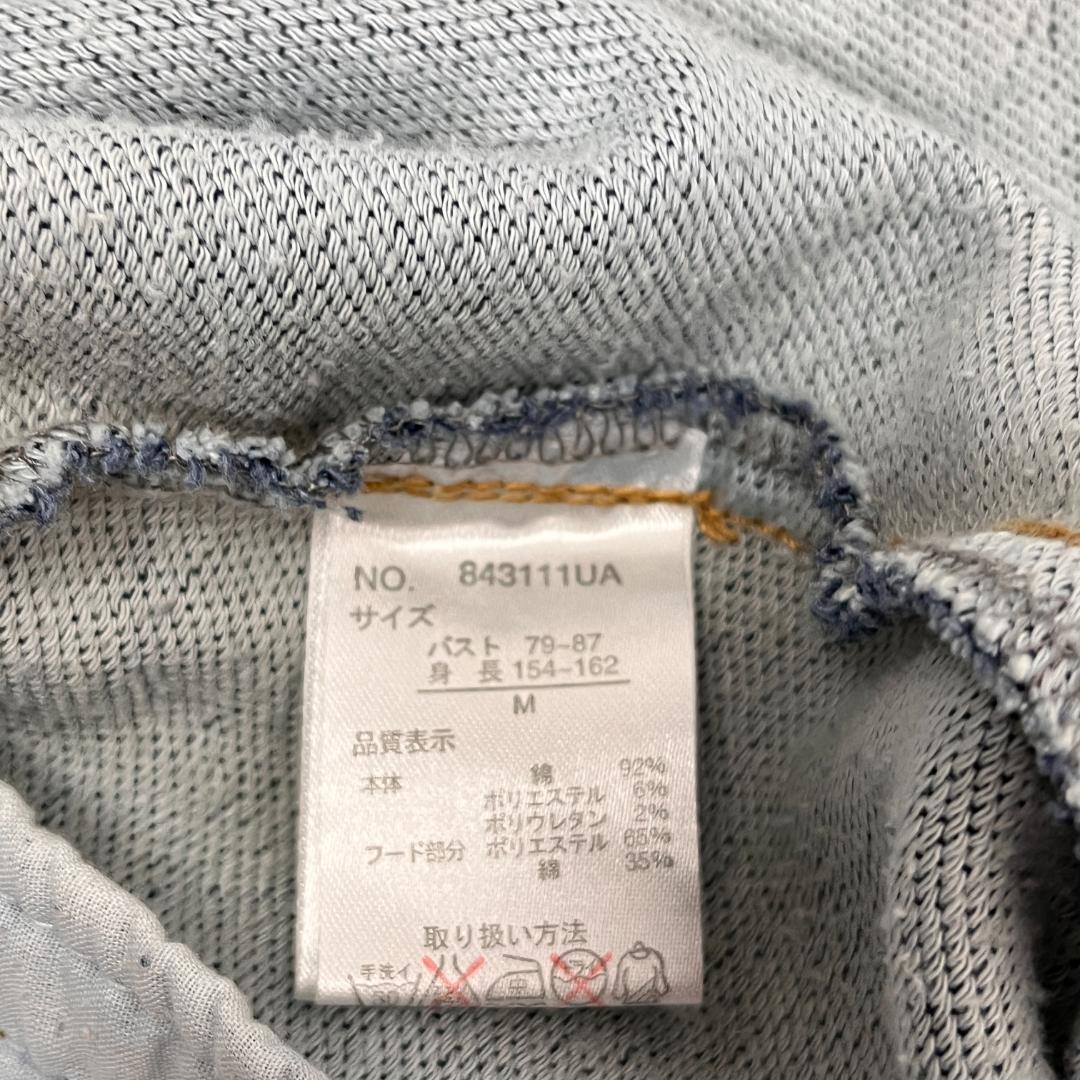 NO. 843111UA
サイズ
バスト 79-87
身 長 154-162
M
品質表示
本体 綿 92%
ポリエステル 6%
ポリウレタン 2%
フード部分 ポリエステル 65%
綿 35%
取り扱い方法
手洗イ